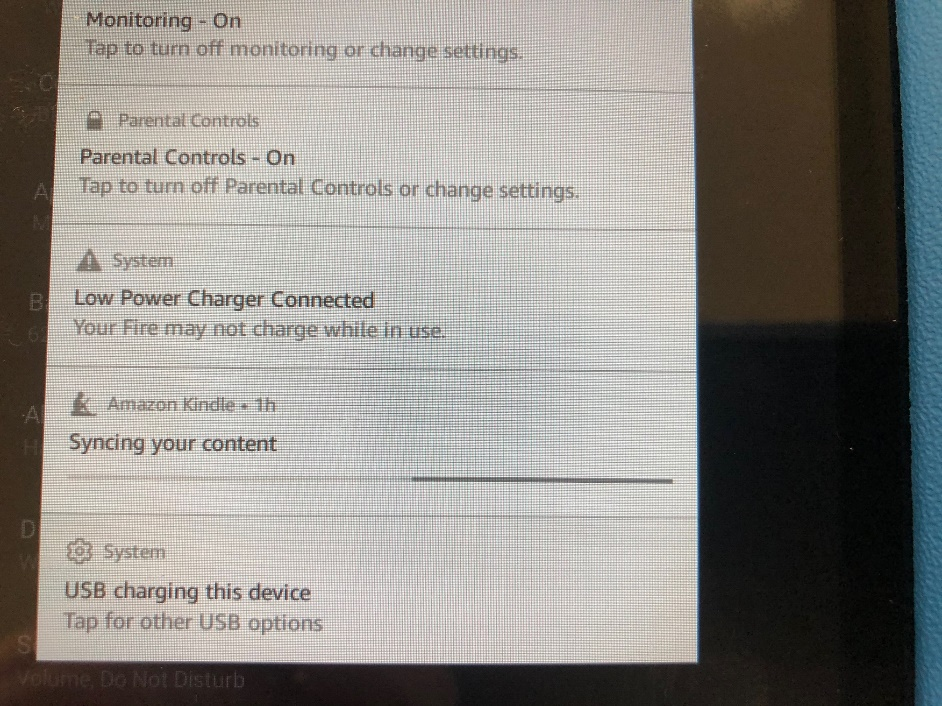 Monitoring - On
Tap to turn off monitoring or change settings.
C
Parental Controls
Parental Controls - On
A
Tap to turn off Parental Controls or change settings.
M
System
B
Low Power Charger Connected
6
Your Fire may not charge while in use.
Amazon Kindle • 1h
A
Syncing your content
H
D
System
W
USB charging this device
Tap for other USB options
S
Volume, Do Not Disturb